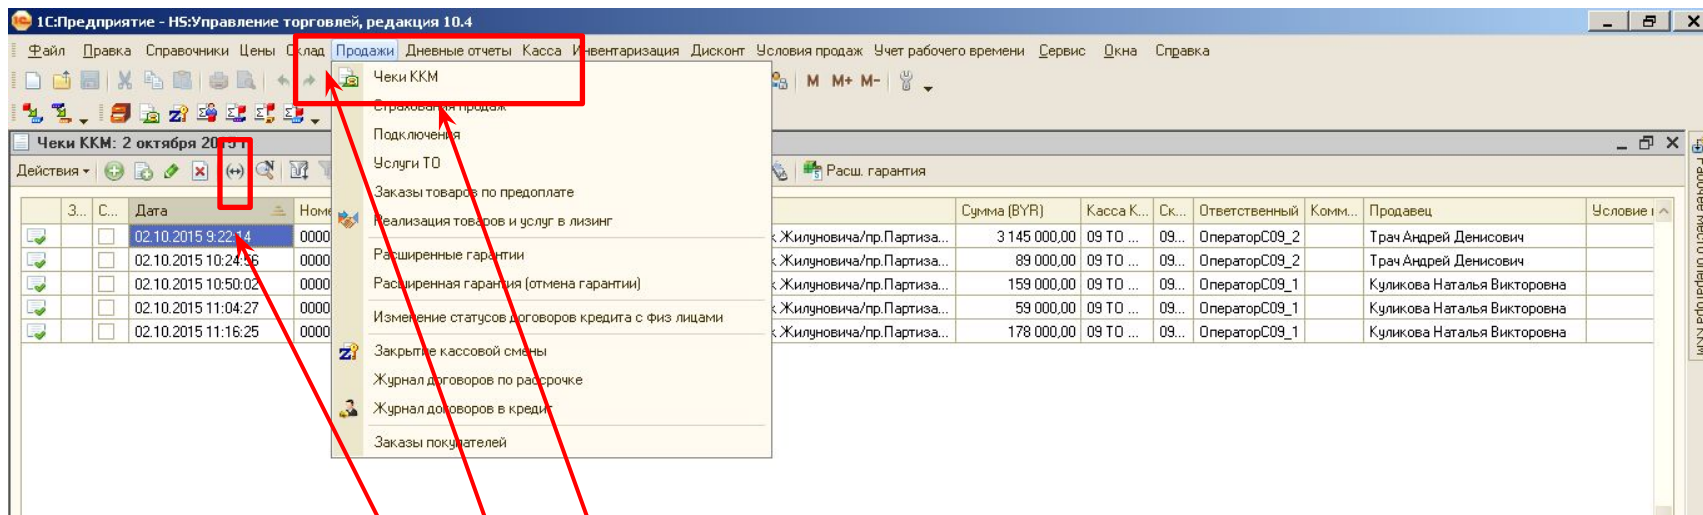 1С:Предприятие - HS:Управление торговлей, редакция 10.4
Файл Правка Справочники Цены Склад Продажи Дневные отчеты Касса Инвентаризация Дисконт Условия продаж Учет рабочего времени Сервис Окна Справка
Чеки ККМ
M M+ M-
Страхования продаж
Чеки ККМ: 2 октября 2015 г
Подключения
Услуги ТО
Действия
Расш. гарантия
Заказы товаров по предоплате
Реализация товаров и услуг в лизинг
Расширенные гарантии
Расширенная гарантия (отмена гарантии)
Изменение статусов договоров кредита с физ лицами
Закрытие кассовой смены
Журнал договоров по рассрочке
Журнал договоров в кредит
Заказы покупателей
З... С... Дата Номе Сумма (BYR) Касса К... Ск... Ответственный Комм... Продавец Условие
02.10.2015 9:22:14 0000 к Жилуновича/пр.Партиза... 3 145 000,00 09 ТО ... 09... ОператорС09_2 Трач Андрей Денисович
02.10.2015 10:24:56 0000 к Жилуновича/пр.Партиза... 89 000,00 09 ТО ... 09... ОператорС09_2 Трач Андрей Денисович
02.10.2015 10:50:02 0000 к Жилуновича/пр.Партиза... 159 000,00 09 ТО ... 09... ОператорС09_1 Куликова Наталья Викторовна
02.10.2015 11:04:27 0000 к Жилуновича/пр.Партиза... 59 000,00 09 ТО ... 09... ОператорС09_1 Куликова Наталья Викторовна
02.10.2015 11:16:25 0000 к Жилуновича/пр.Партиза... 178 000,00 09 ТО ... 09... ОператорС09_1 Куликова Наталья Викторовна
Рабочее место оператора ККМ